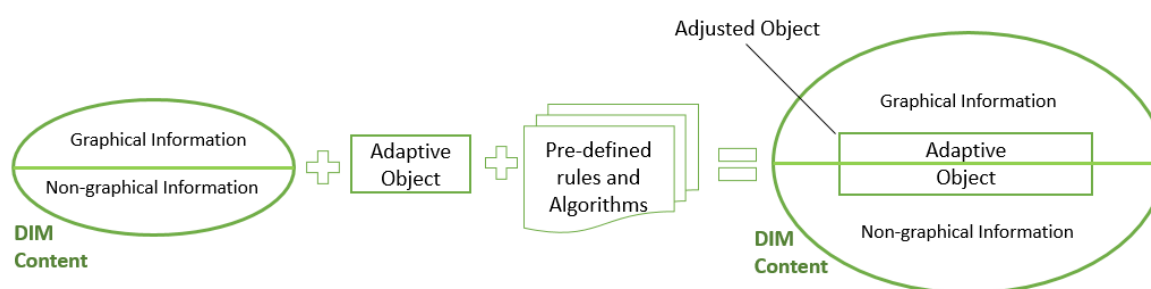 Adjusted Object
Graphical Information
Non-graphical Information
DIM
Content
Adaptive
Object
Pre-defined
rules and
Algorithms
Graphical Information
Adaptive
Object
Non-graphical Information
DIM
Content